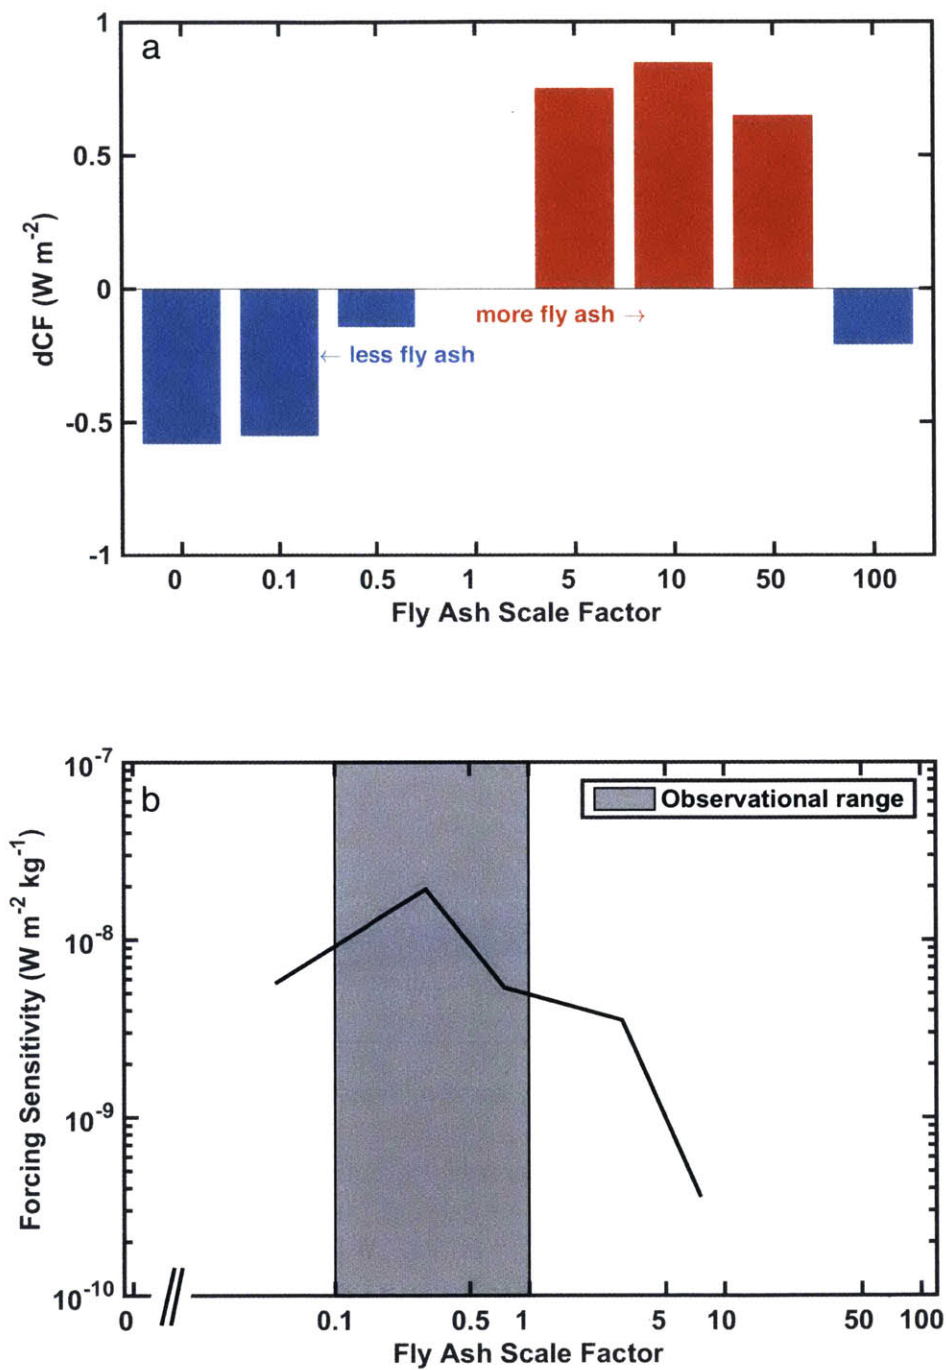 a
1
0.5
0
-0.5
-1
dCF (W m-2)
more fly ash →
← less fly ash
0 0.1 0.5 1 5 10 50 100
Fly Ash Scale Factor
b
Observational range
10-7
10-8
10-9
10-10
Forcing Sensitivity (W m-2 kg-1)
0 0.1 0.5 1 5 10 50 100
Fly Ash Scale Factor